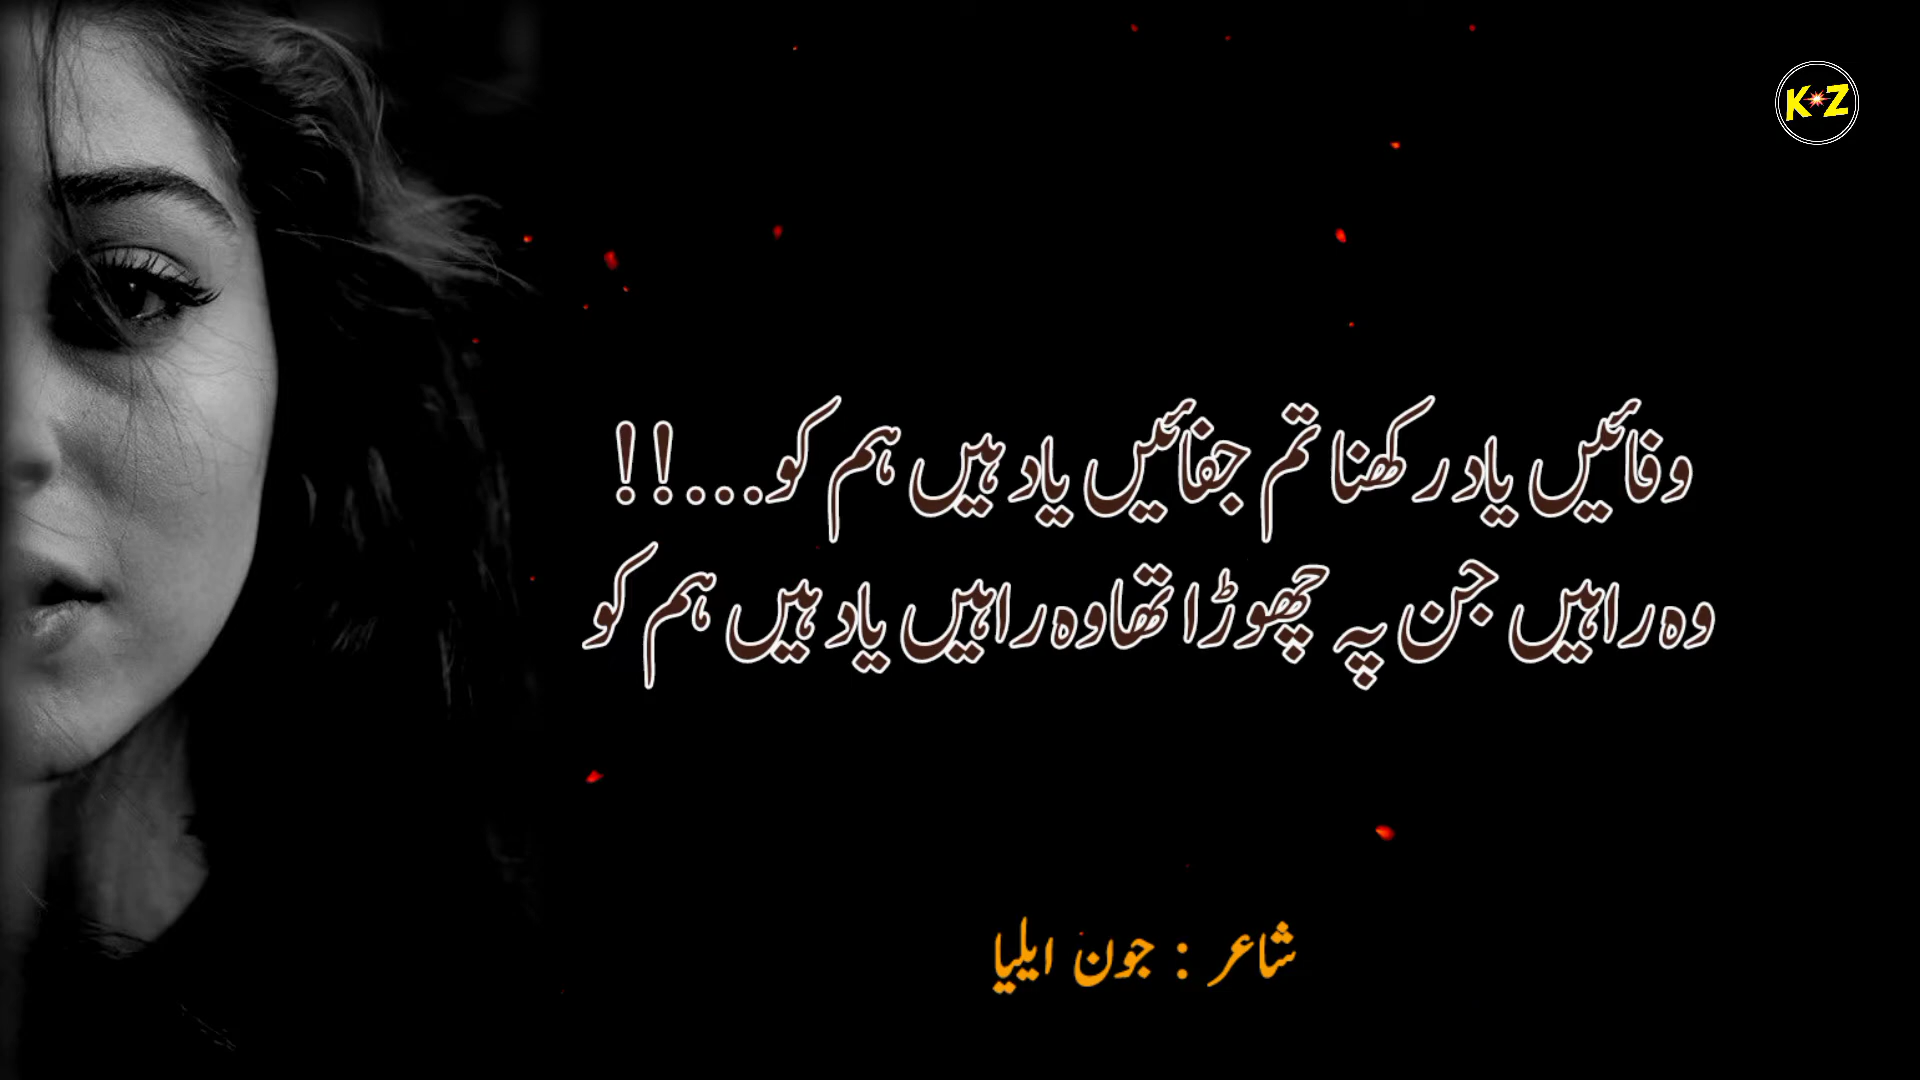 K Z
وفائیں یاد رکھنا تم جفائیں یاد ہیں ہم کو...!!
وہ راہیں جن پہ چھوڑا تھا وہ راہیں یاد ہیں ہم کو
شاعر : جون ایلیا